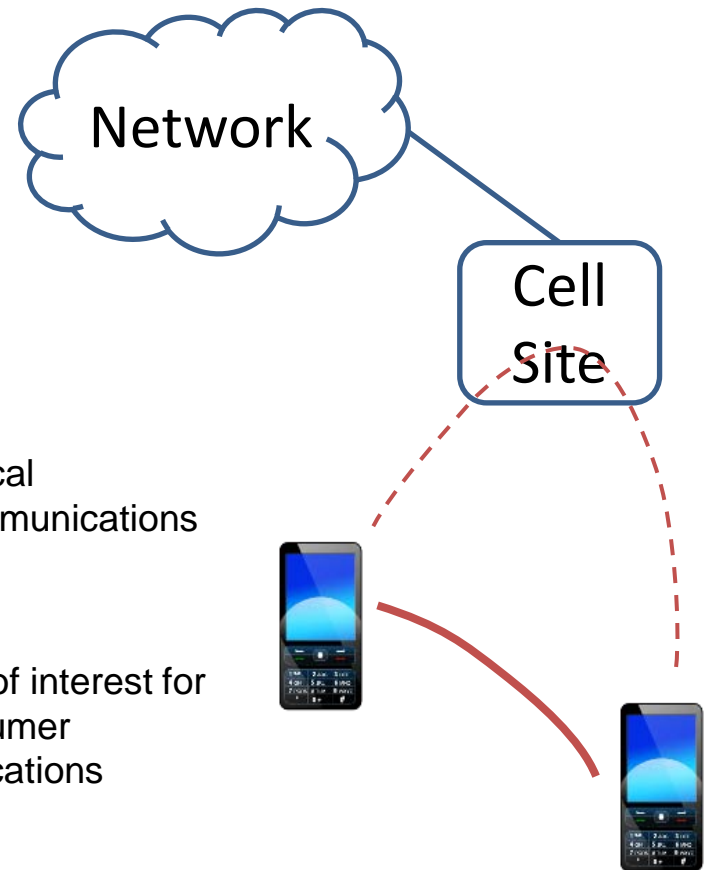 Network
Cell
Site
cal
munications
of interest for
umer
cations